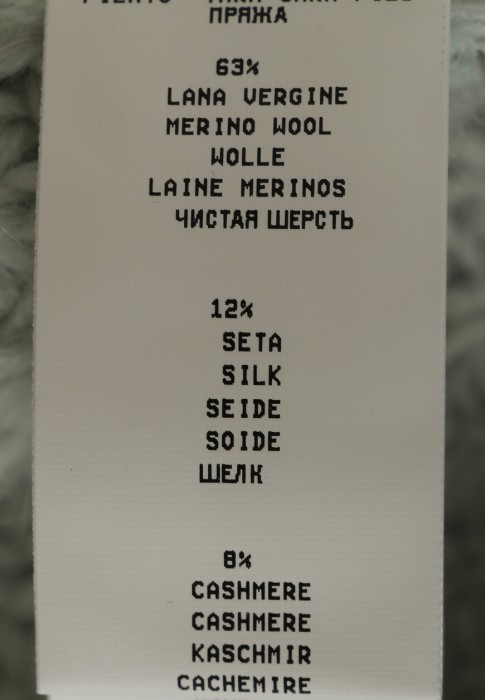 ПРЯЖА
63%
LANA VERGINE
MERINO WOOL
WOLLE
LAINE MERINOS
ЧИСТАЯ ШЕРСТЬ
12%
SETA
SILK
SEIDE
SOIDE
ШЕЛК
8%
CASHMERE
CASHMERE
KASCHMIR
CACHEMIRE